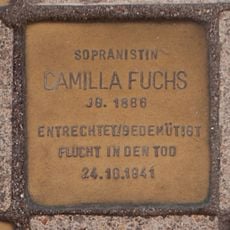 SOPRANISTIN
CAMILLA FUCHS
JG. 1886
ENTRECHTET/GEDEMÜTIGT
FLUCHT IN DEN TOD
24.10.1941